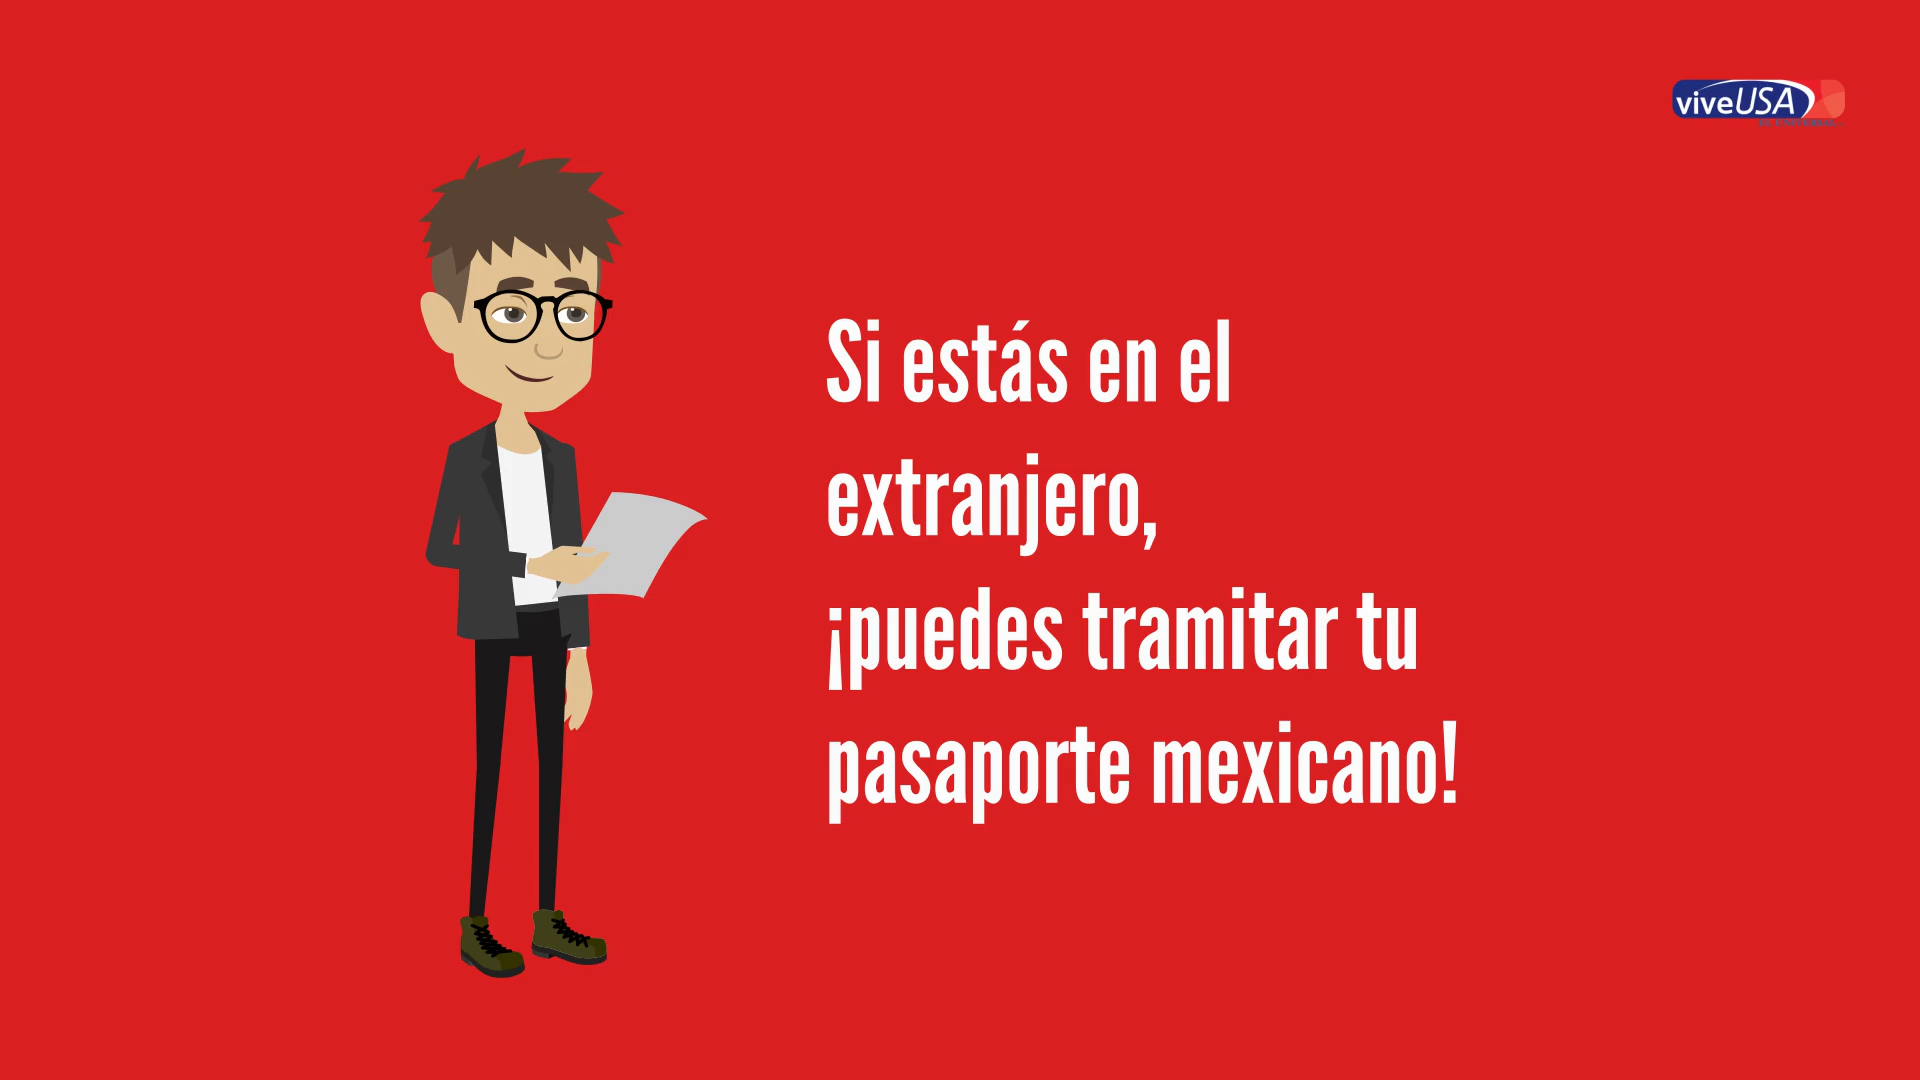 viveUSA
Si estás en el
extranjero,
¡puedes tramitar tu
pasaporte mexicano!